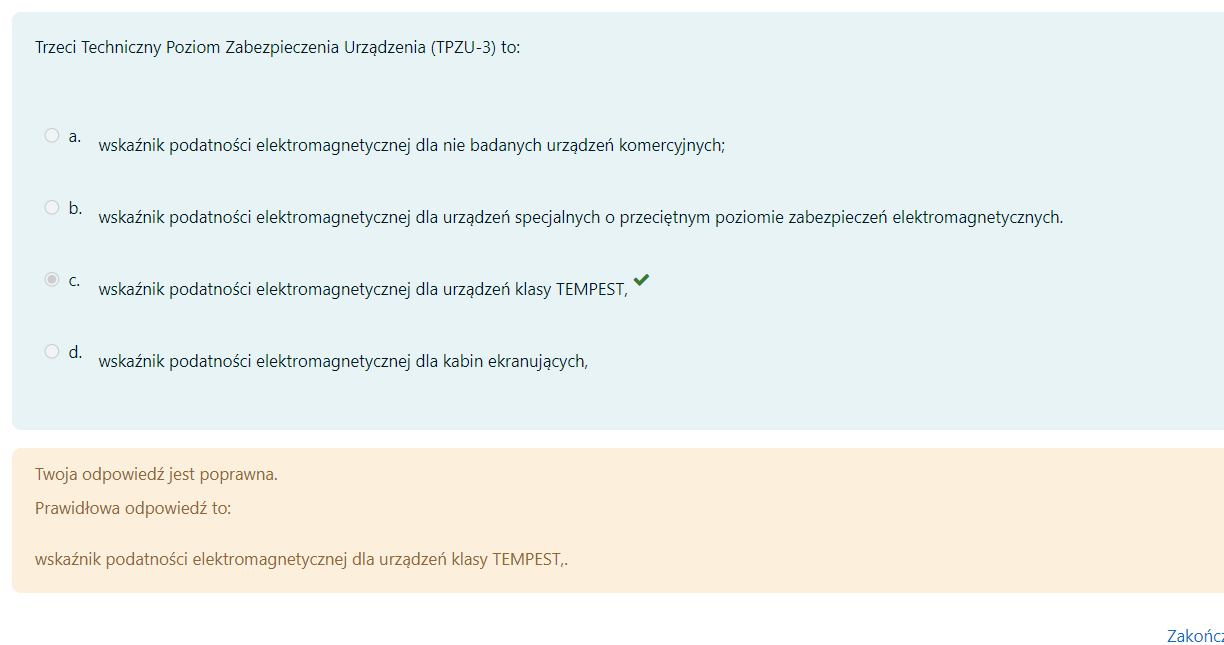 Trzeci Techniczny Poziom Zabezpieczenia Urządzenia (TPZU-3) to:
a. wskaźnik podatności elektromagnetycznej dla nie badanych urządzeń komercyjnych;
b. wskaźnik podatności elektromagnetycznej dla urządzeń specjalnych o przeciętnym poziomie zabezpieczeń elektromagnetycznych.
c. wskaźnik podatności elektromagnetycznej dla urządzeń klasy TEMPEST,
d. wskaźnik podatności elektromagnetycznej dla kabin ekranujących,
Twoja odpowiedź jest poprawna.
Prawidłowa odpowiedź to:
wskaźnik podatności elektromagnetycznej dla urządzeń klasy TEMPEST,.
Zakończ